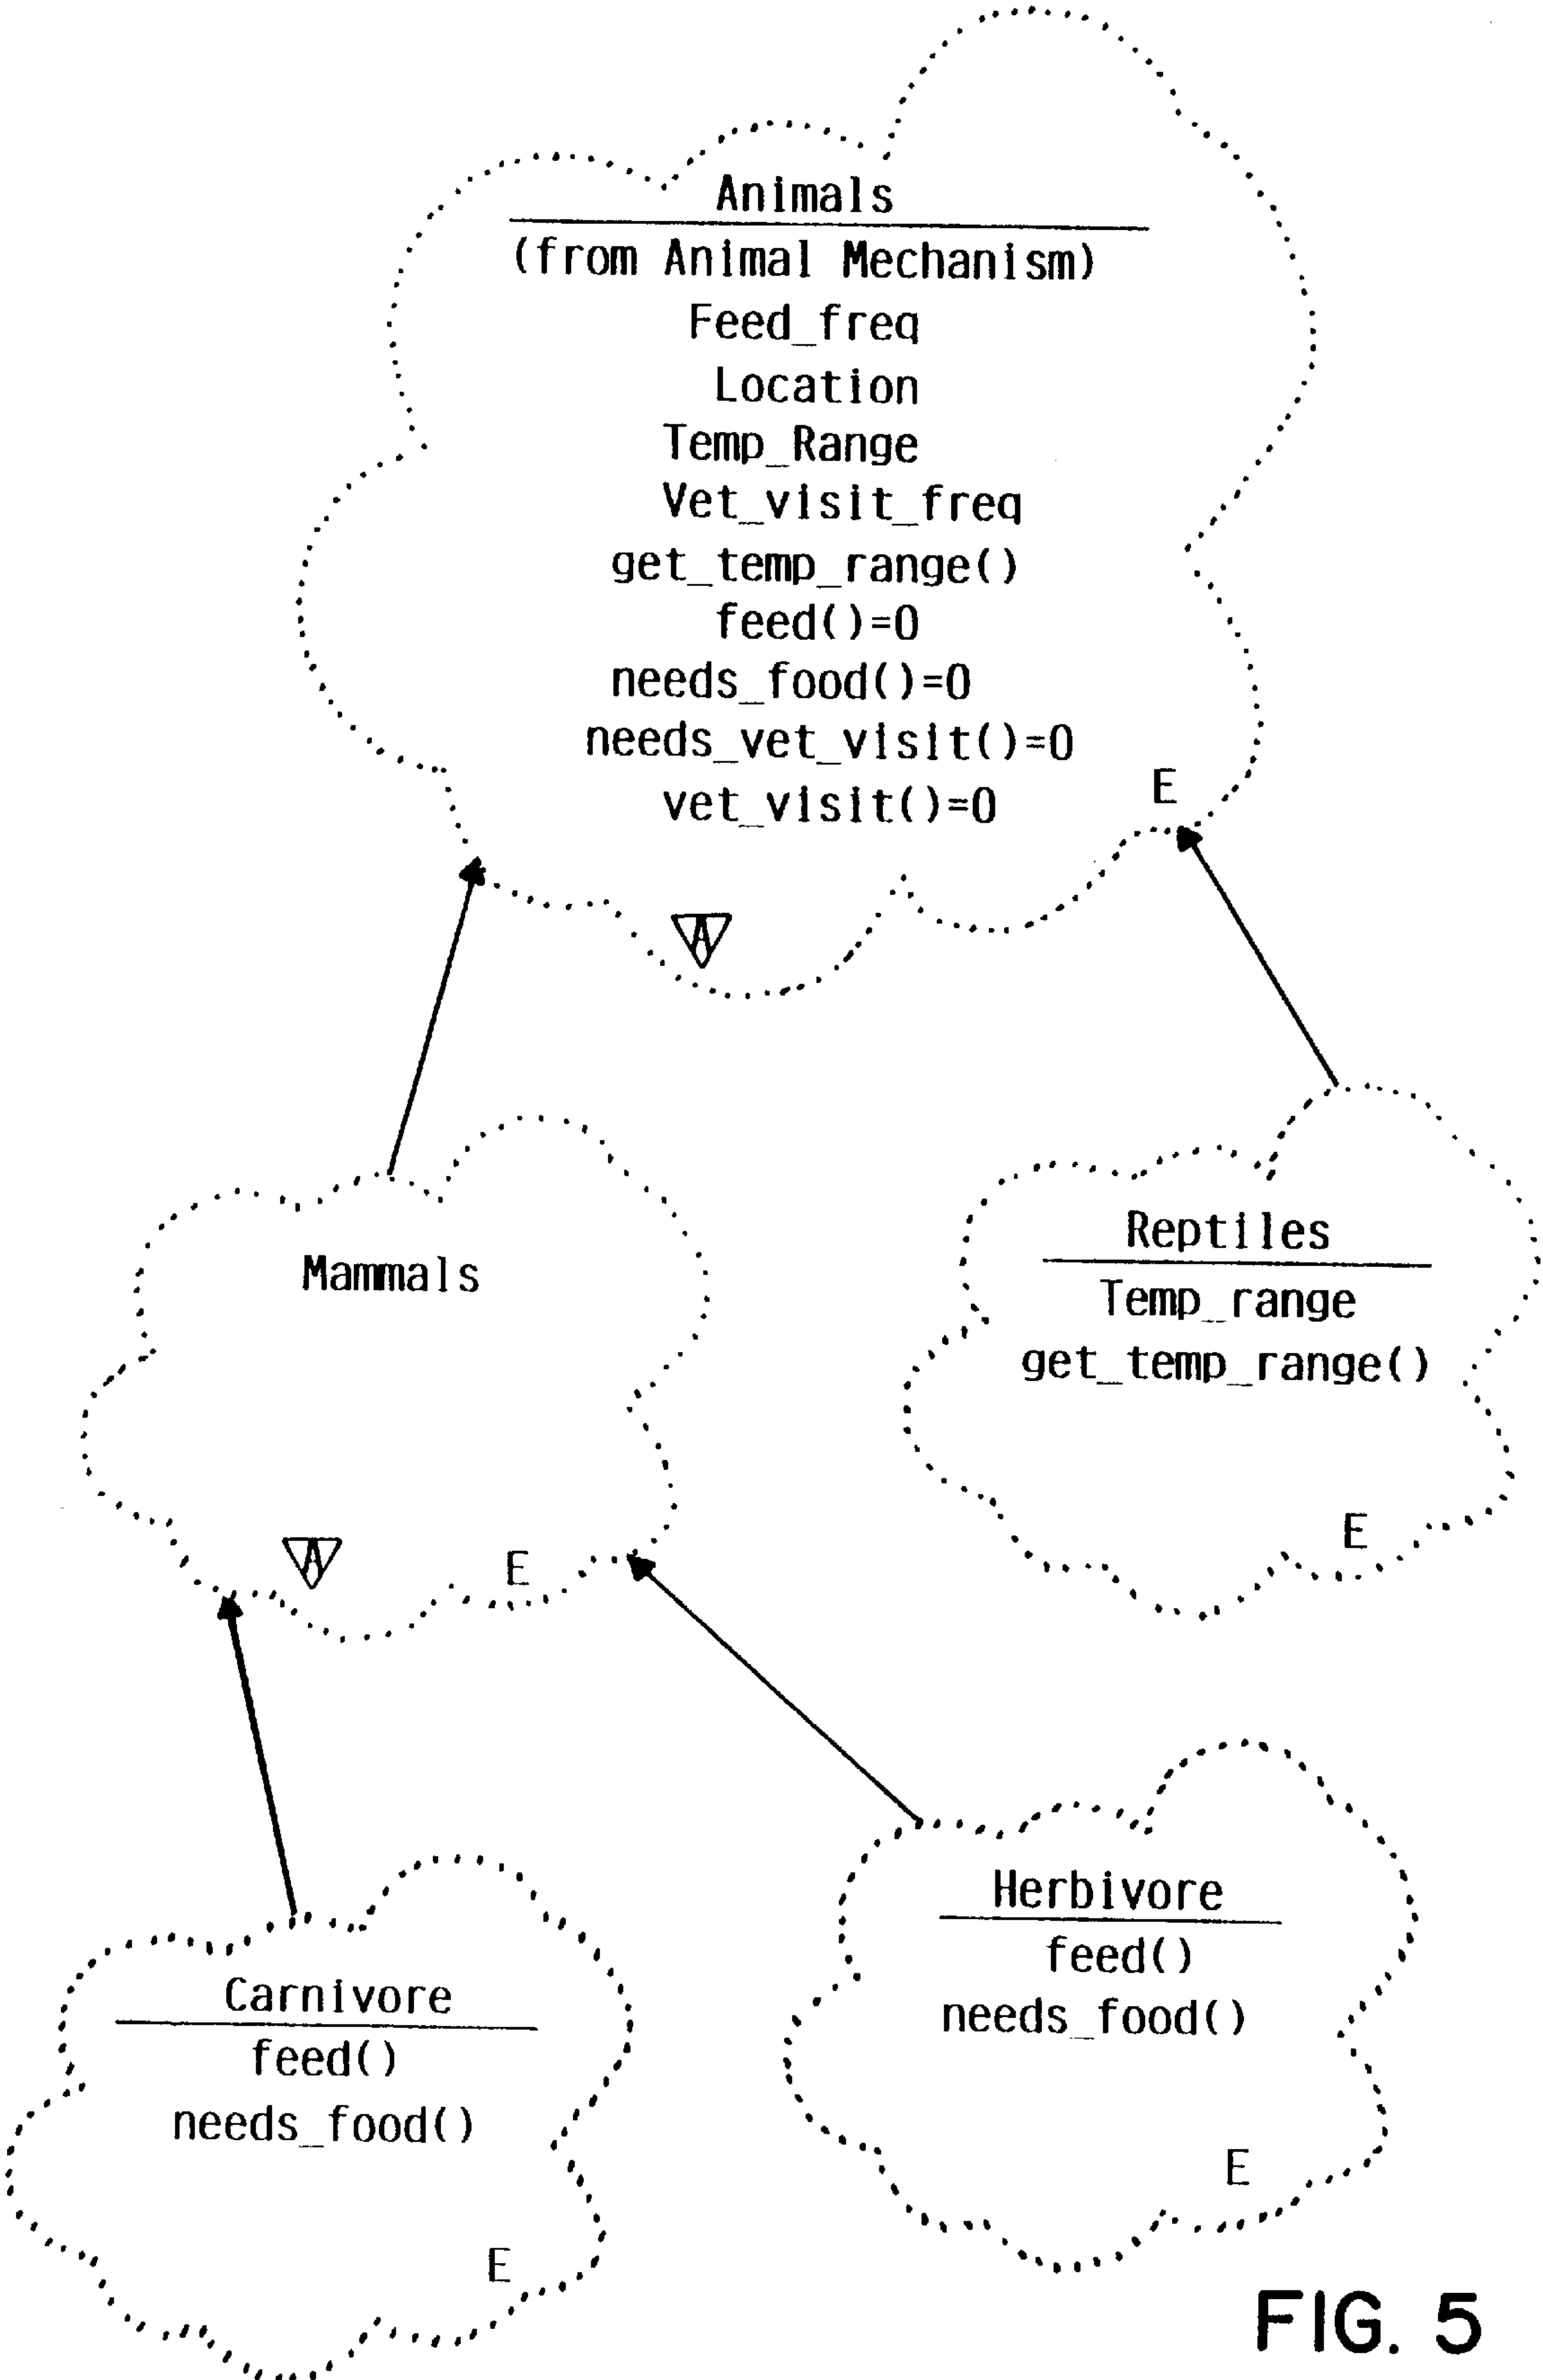 Animals
(from Animal Mechanism)
Feed_freq
Location
Temp_Range
Vet_visit_freq
get_temp_range()
feed()=0
needs_food()=0
needs_vet_visit()=0
vet_visit()=0
E
A
Mammals
A
E
Reptiles
Temp_range
get_temp_range()
E
Carnivore
feed()
needs_food()
E
Herbivore
feed()
needs_food()
E
FIG. 5